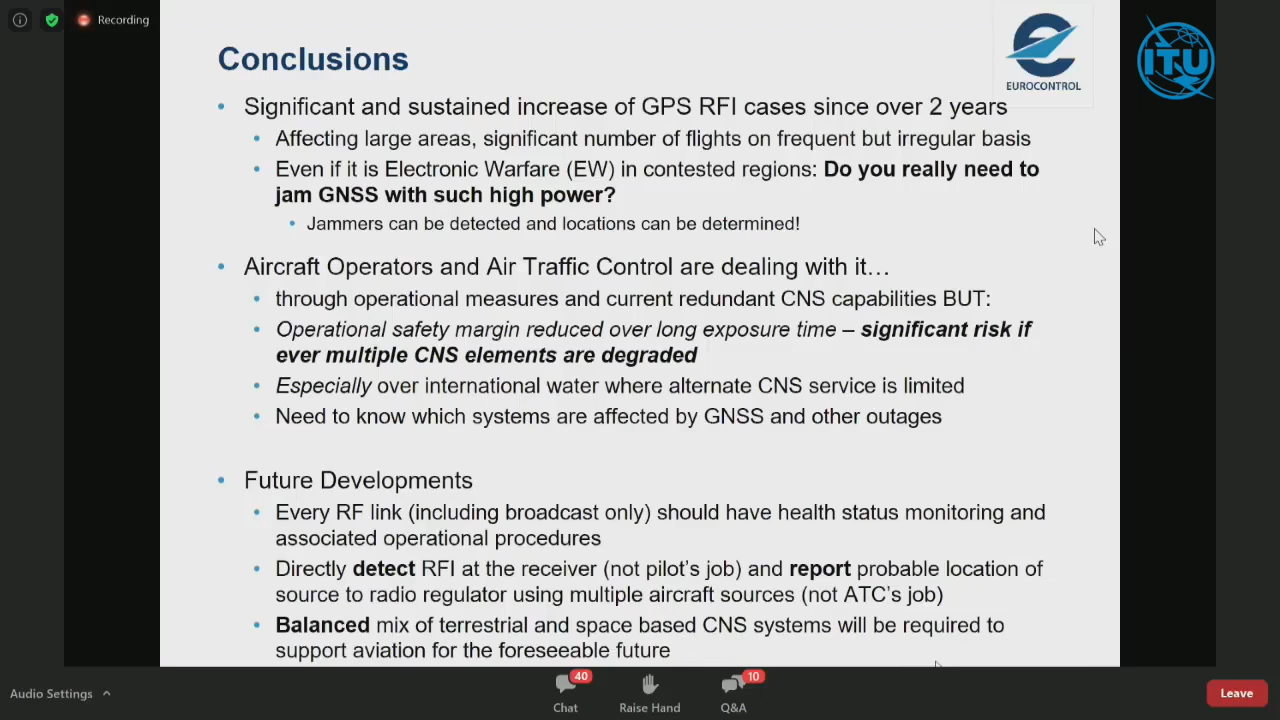 Recording
Conclusions
EUROCONTROL
ITU
• Significant and sustained increase of GPS RFI cases since over 2 years
• Affecting large areas, significant number of flights on frequent but irregular basis
• Even if it is Electronic Warfare (EW) in contested regions: Do you really need to
jam GNSS with such high power?
• Jammers can be detected and locations can be determined!
• Aircraft Operators and Air Traffic Control are dealing with it…
• through operational measures and current redundant CNS capabilities BUT:
• Operational safety margin reduced over long exposure time – significant risk if
ever multiple CNS elements are degraded
• Especially over international water where alternate CNS service is limited
• Need to know which systems are affected by GNSS and other outages
• Future Developments
• Every RF link (including broadcast only) should have health status monitoring and
associated operational procedures
• Directly detect RFI at the receiver (not pilot's job) and report probable location of
source to radio regulator using multiple aircraft sources (not ATC's job)
• Balanced mix of terrestrial and space based CNS systems will be required to
support aviation for the foreseeable future
Audio Settings
40
Chat
Raise Hand
10
Q&A
Leave